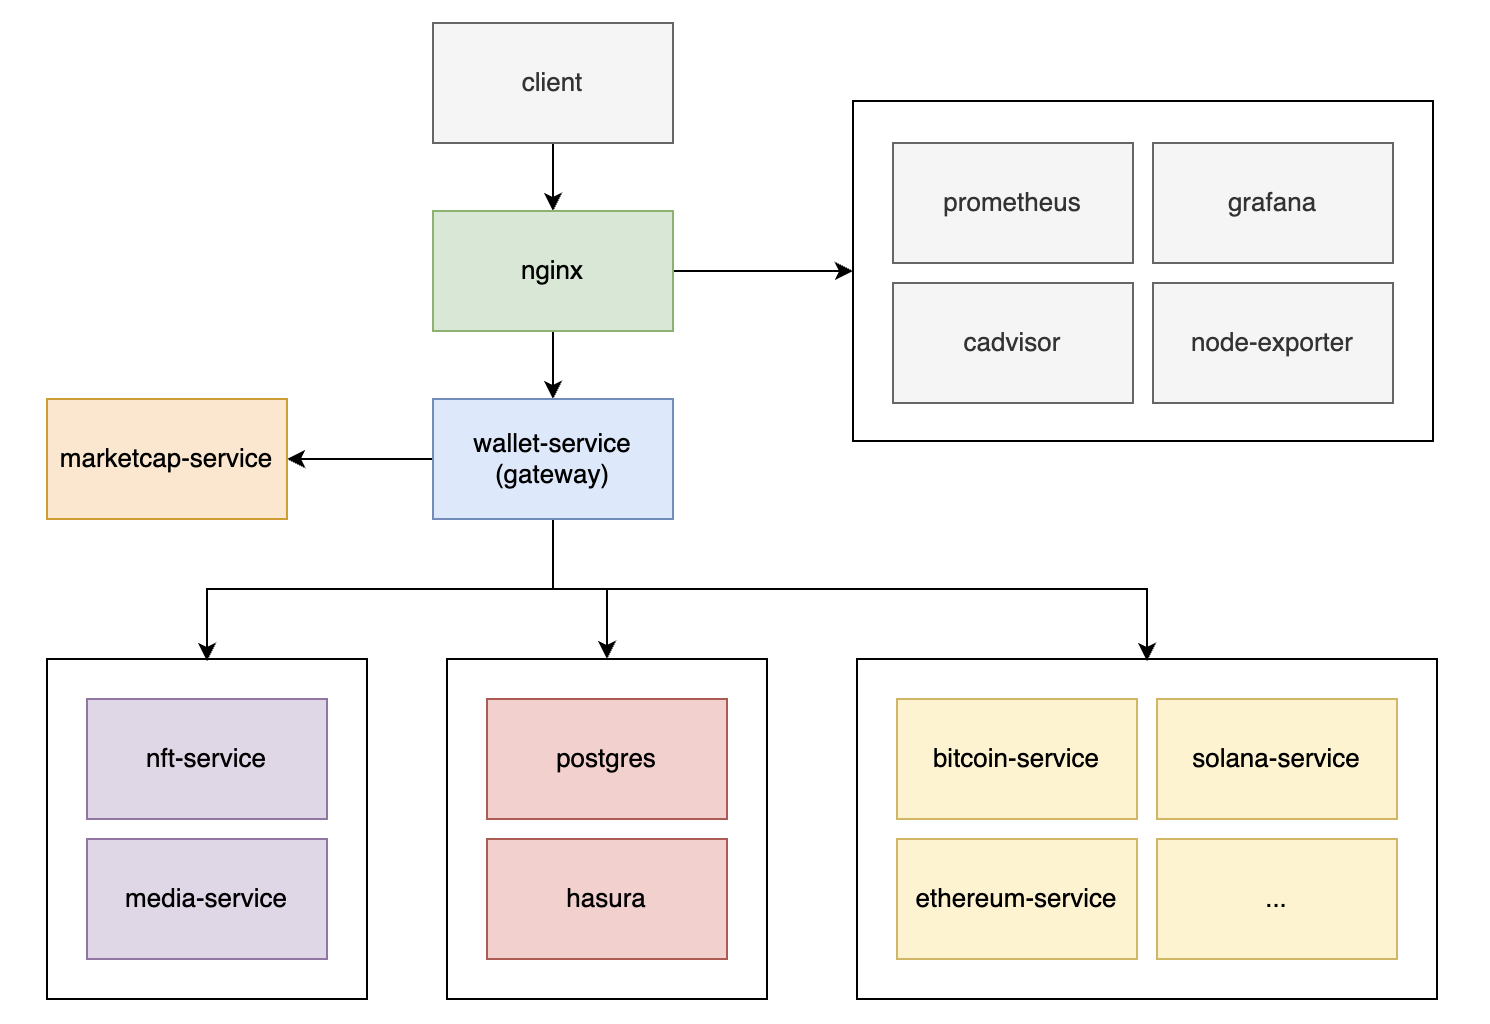 client
prometheus
grafana
nginx
cadvisor
node-exporter
marketcap-service
wallet-service
(gateway)
nft-service
media-service
postgres
hasura
bitcoin-service
solana-service
ethereum-service
...